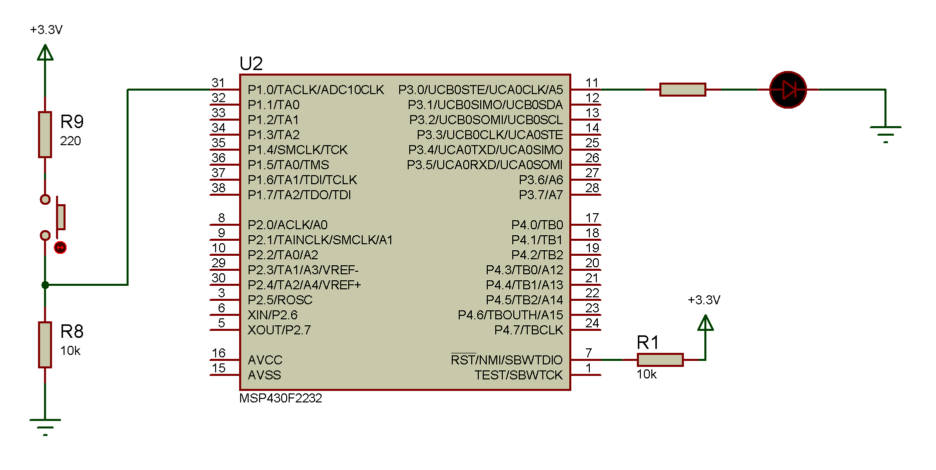 +3.3V
R9
220
R8
10k
U2
31 P1.0/TACLK/ADC10CLK P3.0/UCB0STE/UCA0CLK/A5 11
32 P1.1/TA0 P3.1/UCB0SIMO/UCB0SDA 12
33 P1.2/TA1 P3.2/UCB0SOMI/UCB0SCL 13
34 P1.3/TA2 P3.3/UCB0CLK/UCA0STE 14
35 P1.4/SMCLK/TCK P3.4/UCA0TXD/UCA0SIMO 25
36 P1.5/TA0/TMS P3.5/UCA0RXD/UCA0SOMI 26
37 P1.6/TA1/TDI/TCLK P3.6/A6 27
38 P1.7/TA2/TDO/TDI P3.7/A7 28
8 P2.0/ACLK/A0 P4.0/TB0 17
9 P2.1/TAINCLK/SMCLK/A1 P4.1/TB1 18
10 P2.2/TA0/A2 P4.2/TB2 19
29 P2.3/TA1/A3/VREF- P4.3/TB0/A12 20
30 P2.4/TA2/A4/VREF+ P4.4/TB1/A13 21
3 P2.5/ROSC P4.5/TB2/A14 22
6 XIN/P2.6 P4.6/TBOUTH/A15 23
5 XOUT/P2.7 P4.7/TBCLK 24
16 AVCC RST/NMI/SBWTDIO 7
15 AVSS TEST/SBWTCK 1
MSP430F2232
+3.3V
R1
10k